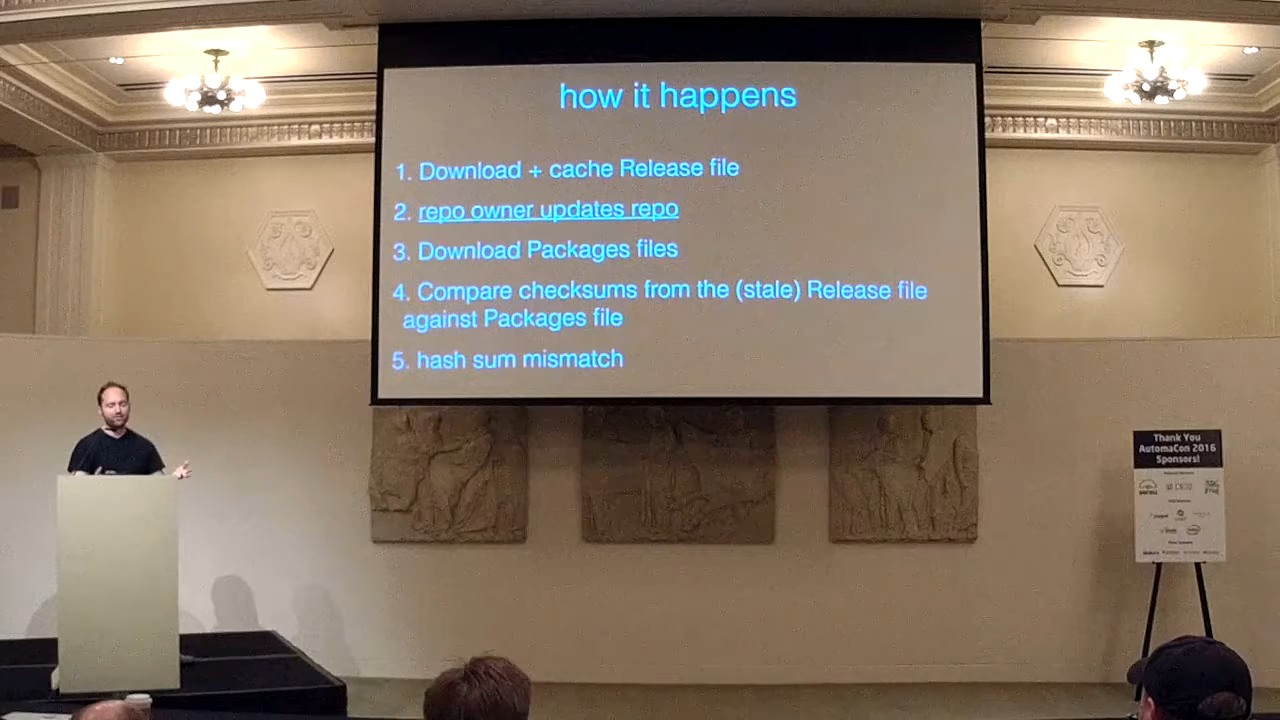 how it happens
1. Download + cache Release file
2. repo owner updates repo
3. Download Packages files
4. Compare checksums from the (stale) Release file
against Packages file
5. hash sum mismatch
Thank You
AutomaCon 2016
Sponsors!